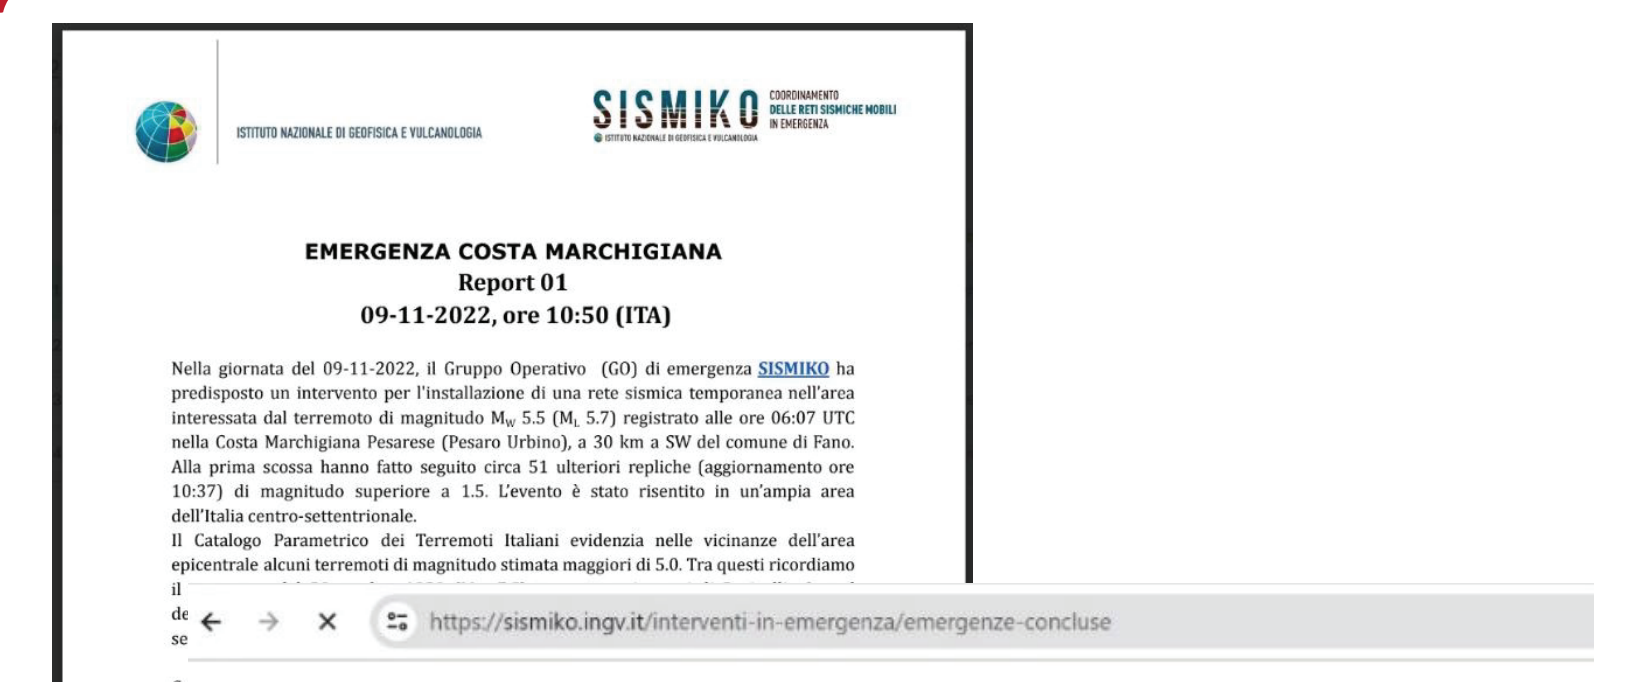 ISTITUTO NAZIONALE DI GEOFISICA E VULCANOLOGIA
SISMIKO
COORDINAMENTO
DELLE RETI SISMICHE MOBILI
IN EMERGENZA
ISTITUTO NAZIONALE DI GEOFISICA E VULCANOLOGIA
EMERGENZA COSTA MARCHIGIANA
Report 01
09-11-2022, ore 10:50 (ITA)
Nella giornata del 09-11-2022, il Gruppo Operativo (GO) di emergenza SISMIKO ha
predisposto un intervento per l'installazione di una rete sismica temporanea nell'area
interessata dal terremoto di magnitudo MW 5.5 (ML 5.7) registrato alle ore 06:07 UTC
nella Costa Marchigiana Pesarese (Pesaro Urbino), a 30 km a SW del comune di Fano.
Alla prima scossa hanno fatto seguito circa 51 ulteriori repliche (aggiornamento ore
10:37) di magnitudo superiore a 1.5. L'evento è stato risentito in un'ampia area
dell'Italia centro-settentrionale.
Il Catalogo Parametrico dei Terremoti Italiani evidenzia nelle vicinanze dell'area
epicentrale alcuni terremoti di magnitudo stimata maggiori di 5.0. Tra questi ricordiamo
il
de
se
https://sismiko.ingv.it/interventi-in-emergenza/emergenze-concluse